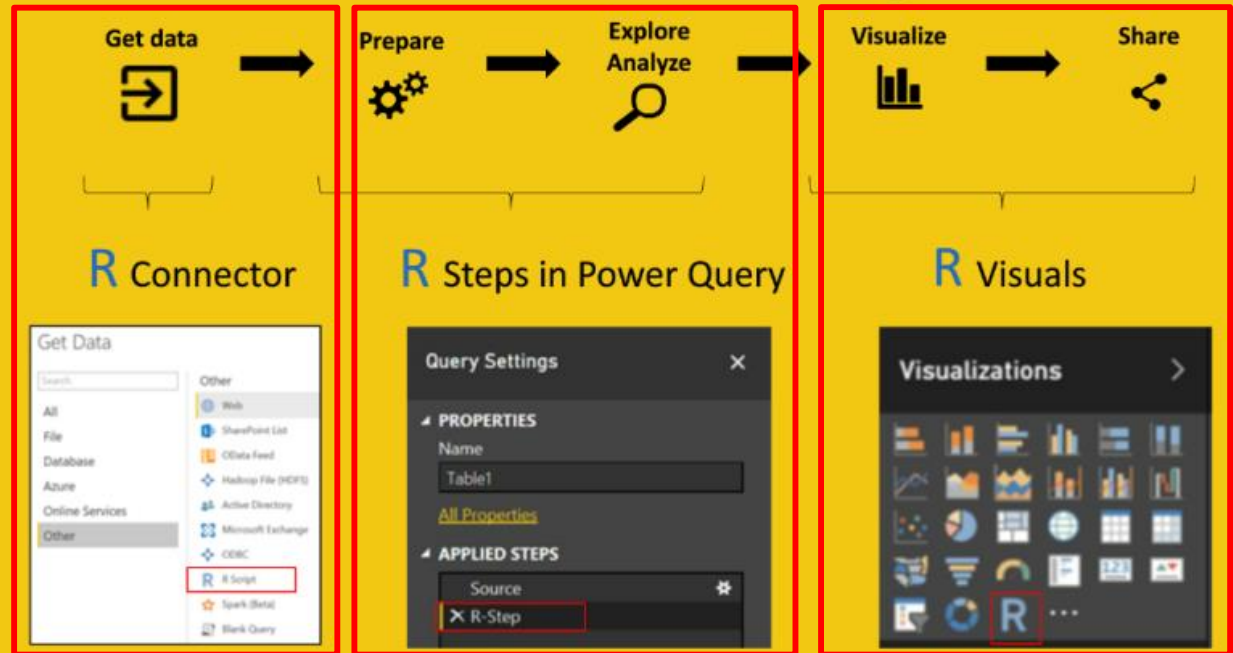 Get data
Prepare
Explore
Analyze
Visualize
Share
R Connector
R Steps in Power Query
R Visuals
Get Data
Search
All
File
Database
Azure
Online Services
Other
Other
Web
SharePoint List
OData Feed
Hadoop File (HDFS)
Active Directory
Microsoft Exchange
ODBC
R R Script
Spark (Beta)
Blank Query
Query Settings
PROPERTIES
Name
Table1
All Properties
APPLIED STEPS
Source
R-Step
Visualizations
123
R